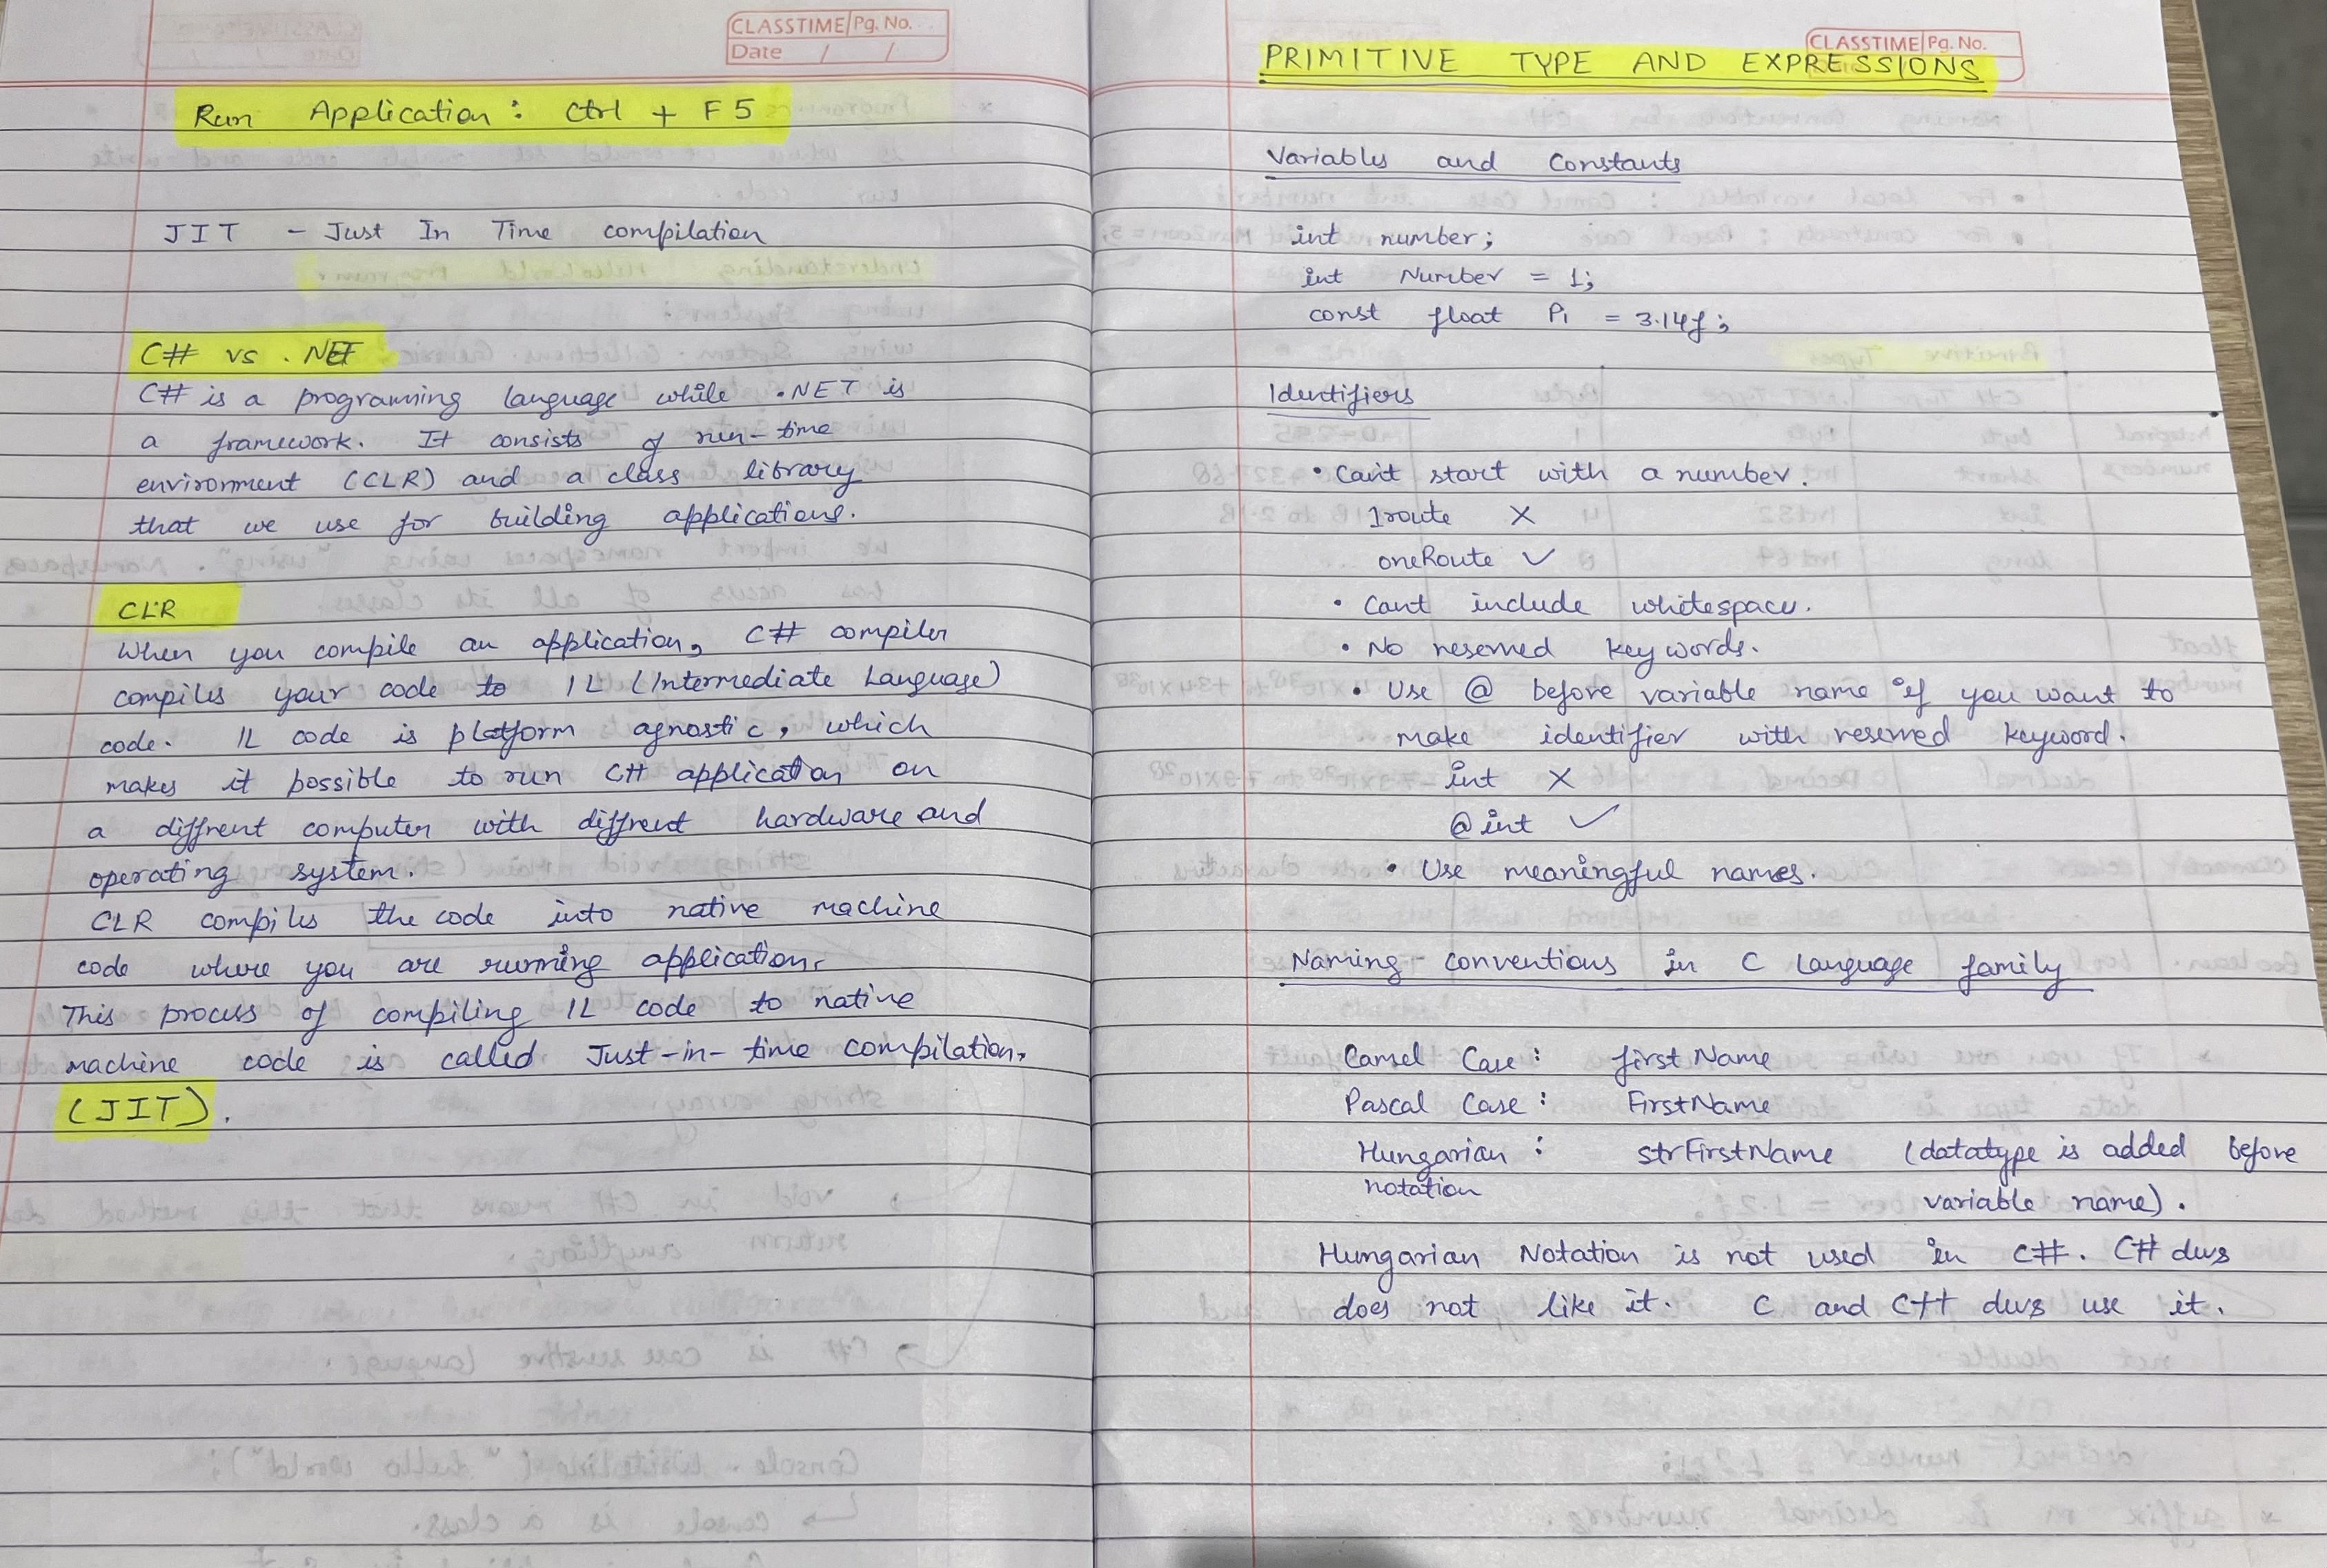 CLASSTIME Pg. No.
Date / /
Run Application : Ctrl + F5
JIT - Just In Time compilation
C# vs .NET
C# is a programing language while .NET is
a framework. It consists of run-time
environment (CLR) and a class library
that we use for building applications.
CLR
When you compile an application, C# compiler
compiles your code to IL (Intermediate Language)
code. IL code is platform agnostic, which
makes it possible to run C# application on
a diffrent computer with diffrent hardware and
operating system.
CLR compiles the code into native machine
code where you are running application.
This process of compiling IL code to native
machine code is called Just-in-time compilation.
(JIT).
CLASSTIME Pg. No.
PRIMITIVE TYPE AND EXPRESSIONS
Variables and Constants
int number;
int Number = 1;
const float Pi = 3.14f;
Identifiers
• Can't start with a number.
1route X
oneRoute ✓
• Cant include whitespace.
• No reserved keywords.
• Use @ before variable name if you want to
make identifier with reserved keyword.
int X
@int ✓
• Use meaningful names.
Naming conventions in C Language family
Camel Case : firstName
Pascal Case : FirstName
Hungarian : strFirstName (datatype is added before
notation variable name).
Hungarian Notation is not used in C#. C# devs
does not like it. C and C++ devs use it.